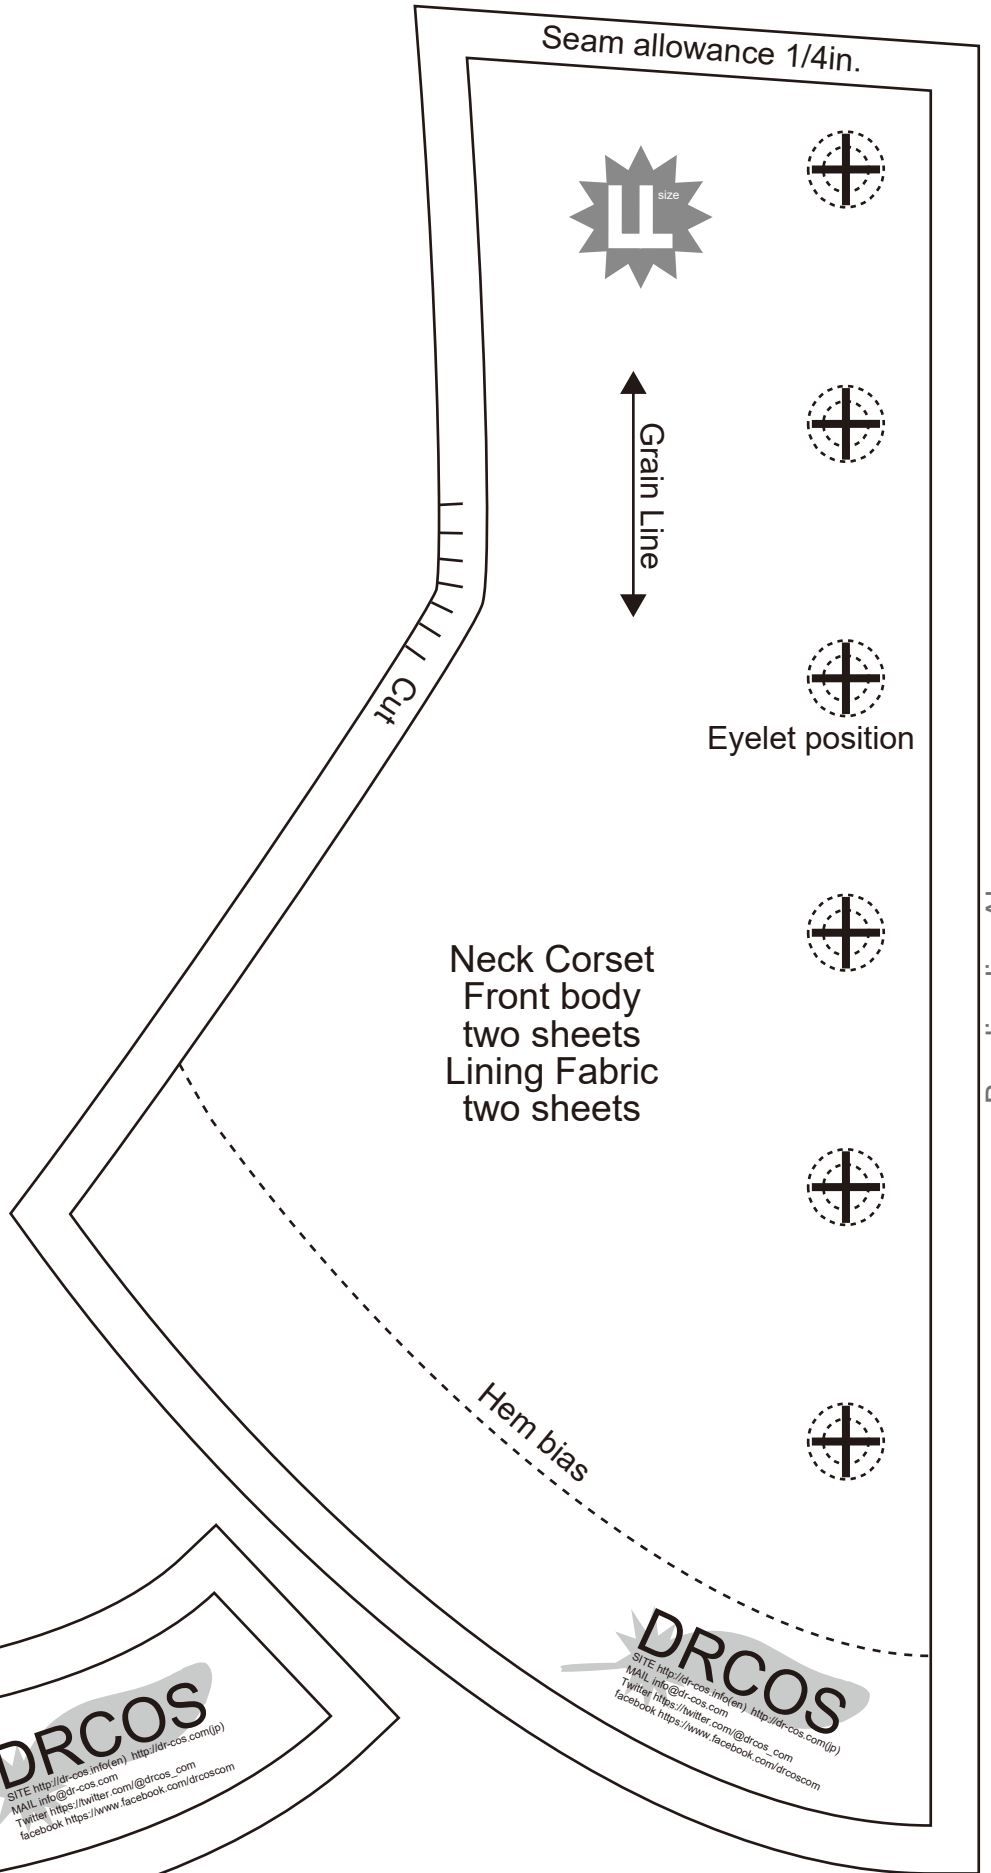 Seam allowance 1/4in.
LL size
Grain Line
Cut
Eyelet position
Neck Corset
Front body
two sheets
Lining Fabric
two sheets
Hem bias
DRCOS
SITE http://dr-cos.info(en) http://dr-cos.com(jp)
MAIL info@dr-cos.com
Twitter https://twitter.com/@drcos_com
facebook https://www.facebook.com/drcoscom
DRCOS
SITE http://dr-cos.info(en) http://dr-cos.com(jp)
MAIL info@dr-cos.com
Twitter https://twitter.com/@drcos_com
facebook https://www.facebook.com/drcoscom